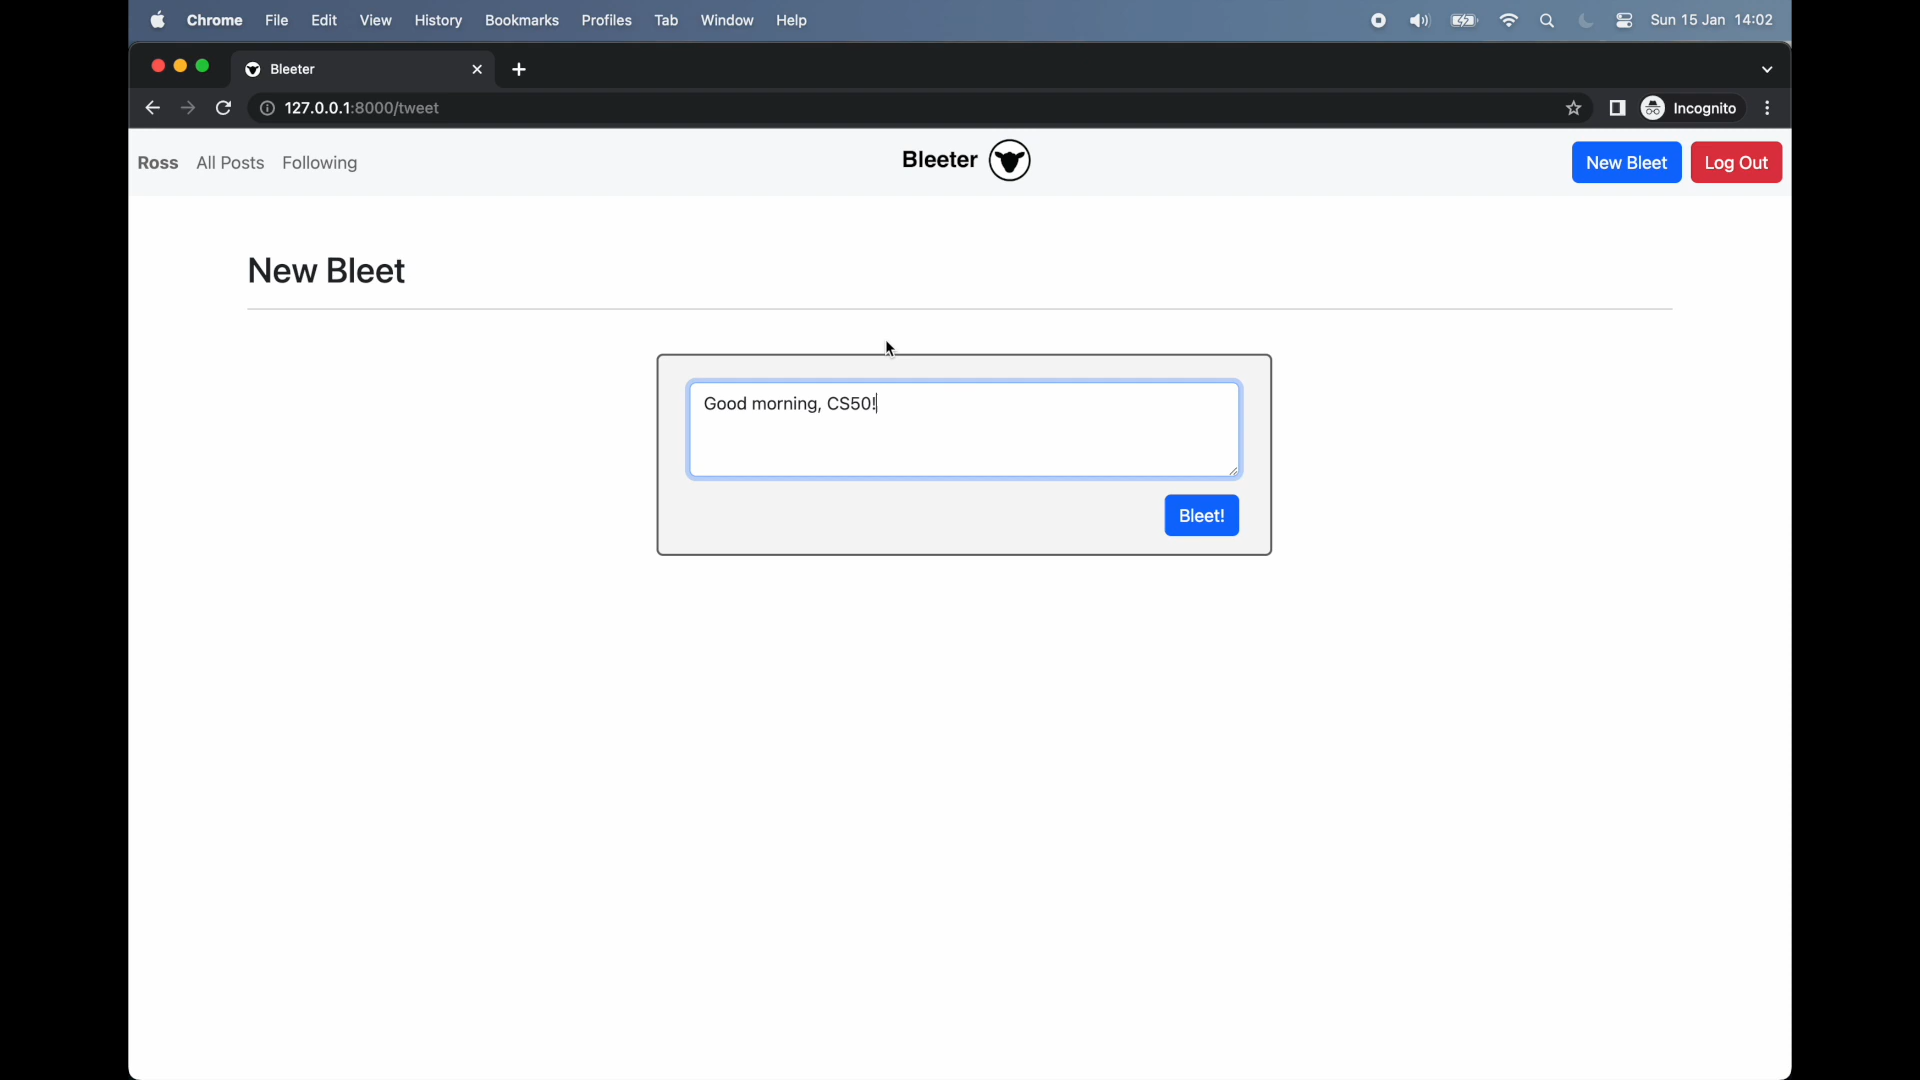 Chrome File Edit View History Bookmarks Profiles Tab Window Help Sun 15 Jan 14:02
Bleeter
127.0.0.1:8000/tweet Incognito
Ross All Posts Following Bleeter New Bleet Log Out
New Bleet
Good morning, CS50!
Bleet!